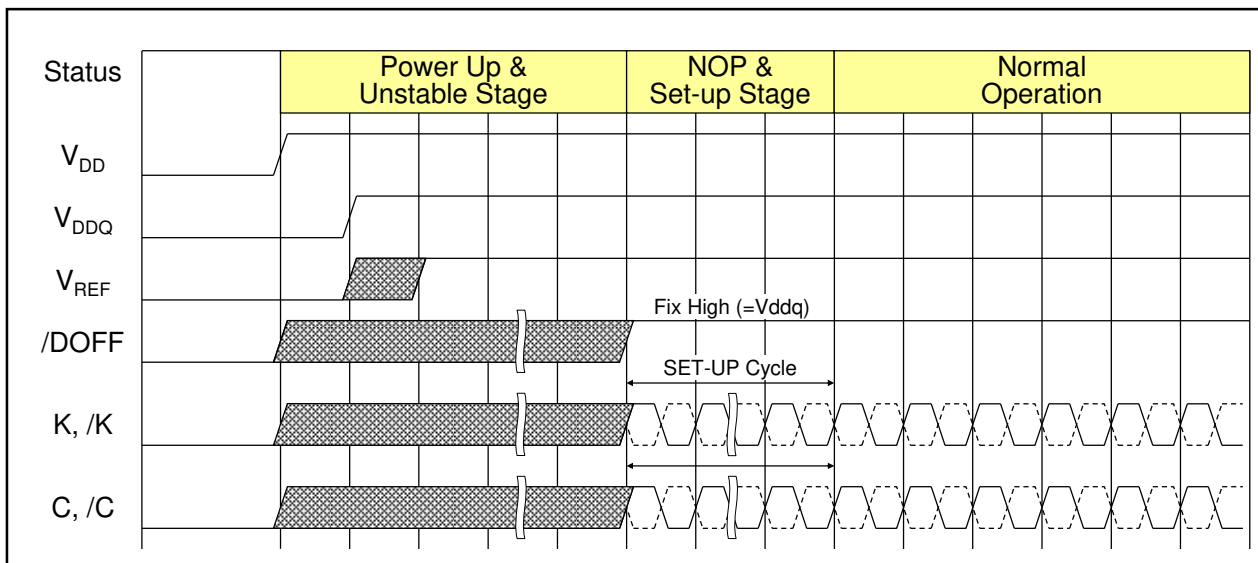 Status
Power Up &
Unstable Stage
NOP &
Set-up Stage
Normal
Operation
VDD
VDDQ
VREF
Fix High (=Vddq)
/DOFF
SET-UP Cycle
K, /K
C, /C